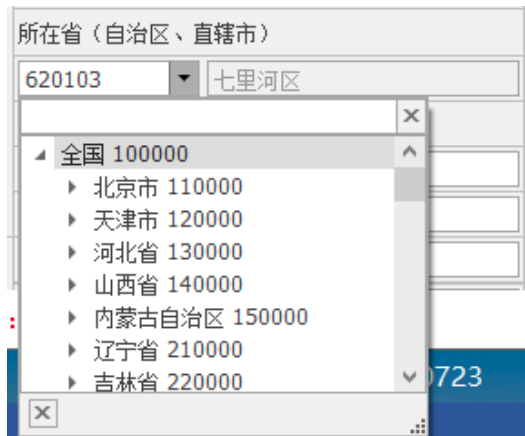 所在省（自治区、直辖市）
620103 七里河区
全国 100000
北京市 110000
天津市 120000
河北省 130000
山西省 140000
内蒙古自治区 150000
辽宁省 210000
吉林省 220000
:
0723